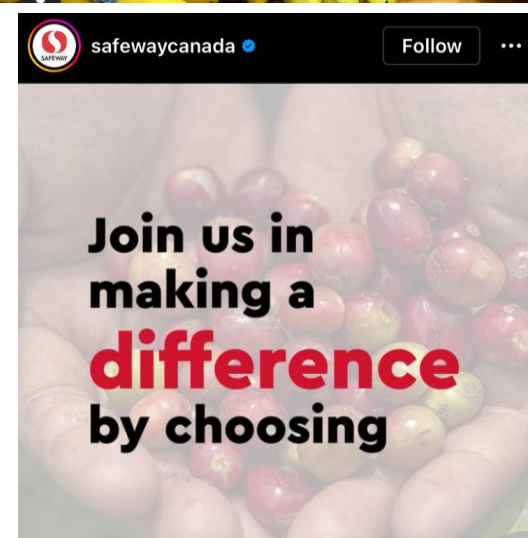 SAFEWAY
safewaycanada
Follow
Join us in
making a
difference
by choosing